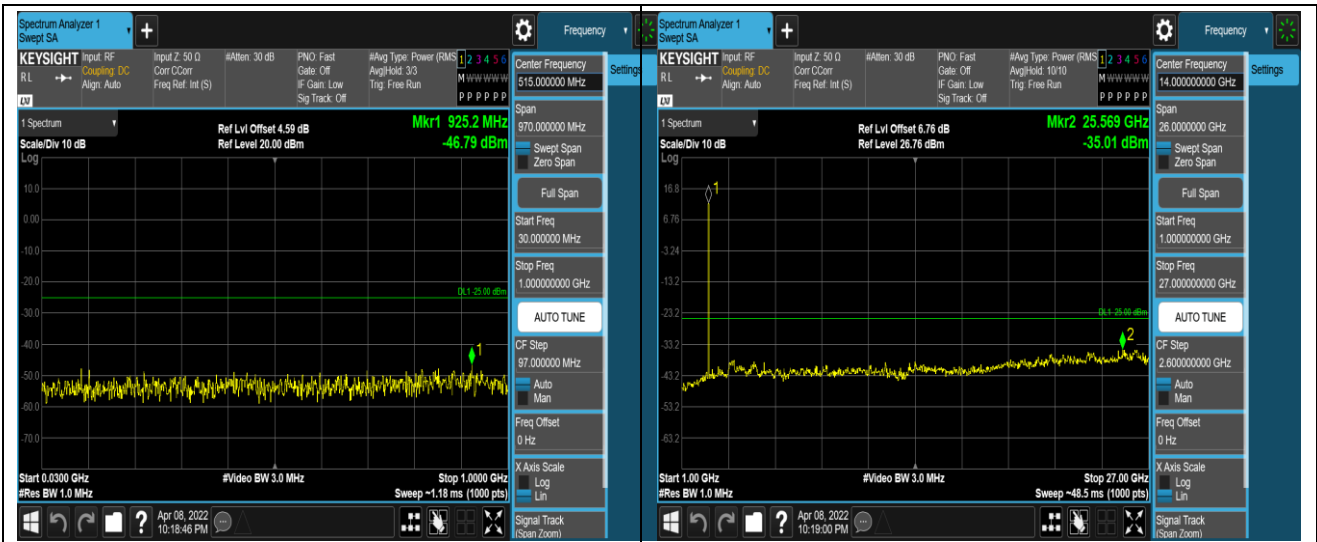 Spectrum Analyzer 1
Swept SA
Frequency
KEYSIGHT Input: RF Input Z: 50 Ω #Atten: 30 dB PNO: Fast #Avg Type: Power (RMS 1 2 3 4 5 6
RL Coupling: DC Corr CCorr Gate: Off Avg|Hold: 3/3 M W W W W W
Align: Auto Freq Ref: Int (S) IF Gain: Low Trig: Free Run
LXI Sig Track: Off P P P P P P
1 Spectrum
Scale/Div 10 dB
Log
Ref Lvl Offset 4.59 dB
Ref Level 20.00 dBm
Mkr1 925.2 MHz
-46.79 dBm
10.0
0.00
-10.0
-20.0
DL1 -25.00 dBm
-30.0
-40.0
1
-50.0
-60.0
-70.0
Start 0.0300 GHz #Video BW 3.0 MHz Stop 1.0000 GHz
#Res BW 1.0 MHz Sweep ~1.18 ms (1000 pts)
? Apr 08, 2022
10:18:46 PM
Center Frequency
515.000000 MHz
Settings
Span
970.000000 MHz
Swept Span
Zero Span
Full Span
Start Freq
30.000000 MHz
Stop Freq
1.000000000 GHz
AUTO TUNE
CF Step
97.000000 MHz
Auto
Man
Freq Offset
0 Hz
X Axis Scale
Log
Lin
Signal Track
(Span Zoom)
Spectrum Analyzer 1
Swept SA
Frequency
KEYSIGHT Input: RF Input Z: 50 Ω #Atten: 30 dB PNO: Fast #Avg Type: Power (RMS 1 2 3 4 5 6
RL Coupling: DC Corr CCorr Gate: Off Avg|Hold: 10/10 M W W W W W
Align: Auto Freq Ref: Int (S) IF Gain: Low Trig: Free Run
LXI Sig Track: Off P P P P P P
1 Spectrum
Scale/Div 10 dB
Log
Ref Lvl Offset 6.76 dB
Ref Level 26.76 dBm
Mkr2 25.569 GHz
-35.01 dBm
1
16.8
6.76
-3.24
-13.2
-23.2
DL1 -25.00 dBm
2
-33.2
-43.2
-53.2
-63.2
Start 1.00 GHz #Video BW 3.0 MHz Stop 27.00 GHz
#Res BW 1.0 MHz Sweep ~48.5 ms (1000 pts)
? Apr 08, 2022
10:19:00 PM
Center Frequency
14.000000000 GHz
Settings
Span
26.0000000 GHz
Swept Span
Zero Span
Full Span
Start Freq
1.000000000 GHz
Stop Freq
27.000000000 GHz
AUTO TUNE
CF Step
2.600000000 GHz
Auto
Man
Freq Offset
0 Hz
X Axis Scale
Log
Lin
Signal Track
(Span Zoom)